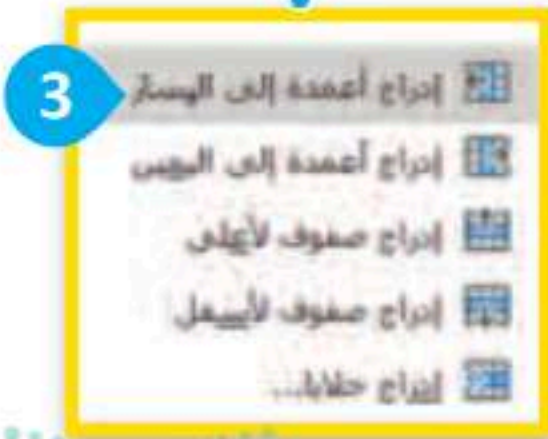 3
إدراج أعمدة إلى اليسار
إدراج أعمدة إلى اليمين
إدراج صفوف لأعلى
إدراج صفوف لأسفل
إدراج خلايا...